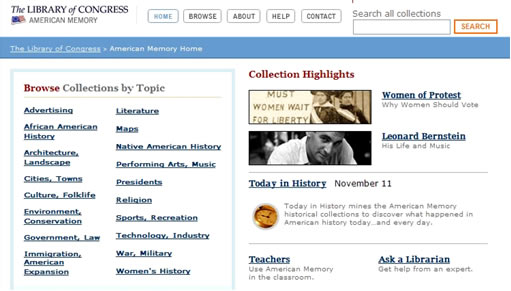 The LIBRARY of CONGRESS
AMERICAN MEMORY
HOME
BROWSE
ABOUT
HELP
CONTACT
Search all collections
SEARCH
The Library of Congress » American Memory Home
Browse Collections by Topic
Advertising
African American
History
Architecture,
Landscape
Cities, Towns
Culture, Folklife
Environment,
Conservation
Government, Law
Immigration,
American
Expansion
Literature
Maps
Native American History
Performing Arts, Music
Presidents
Religion
Sports, Recreation
Technology, Industry
War, Military
Women's History
Collection Highlights
MUST
WOMEN WAIT
FOR LIBERTY
Women of Protest
Why Women Should Vote
Leonard Bernstein
His Life and Music
Today in History November 11
Today in History mines the American Memory
historical collections to discover what happened in
American history today...and every day.
Teachers
Use American Memory
in the classroom.
Ask a Librarian
Get help from an expert.